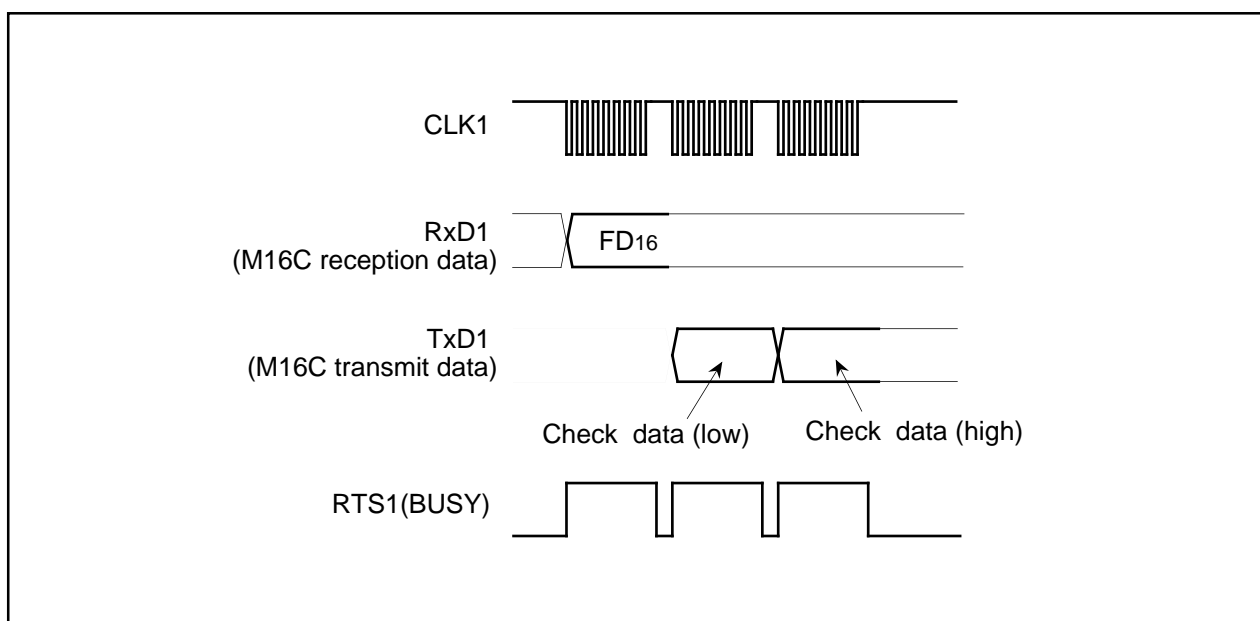 CLK1
RxD1
(M16C reception data)
FD16
TxD1
(M16C transmit data)
Check data (low)
Check data (high)
RTS1(BUSY)